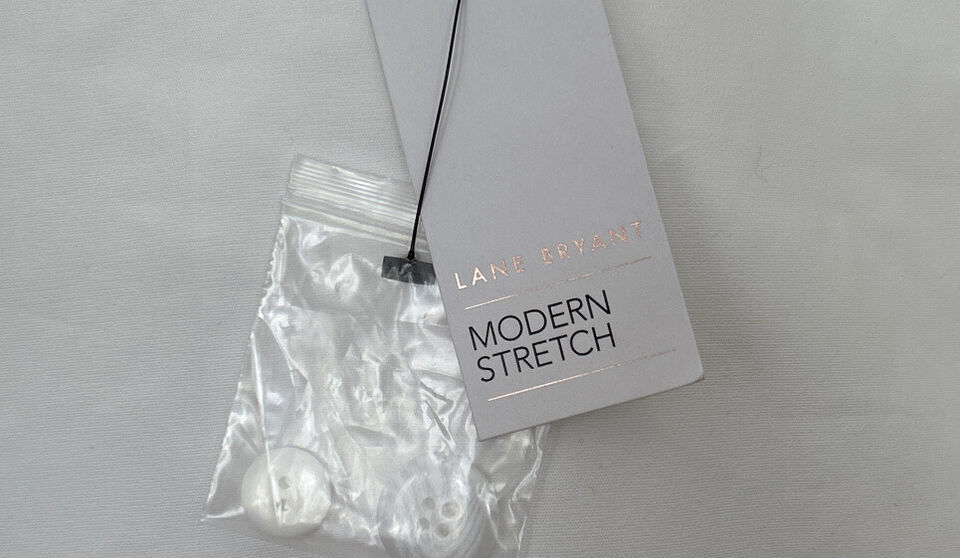 LANE BRYANT
MODERN
STRETCH